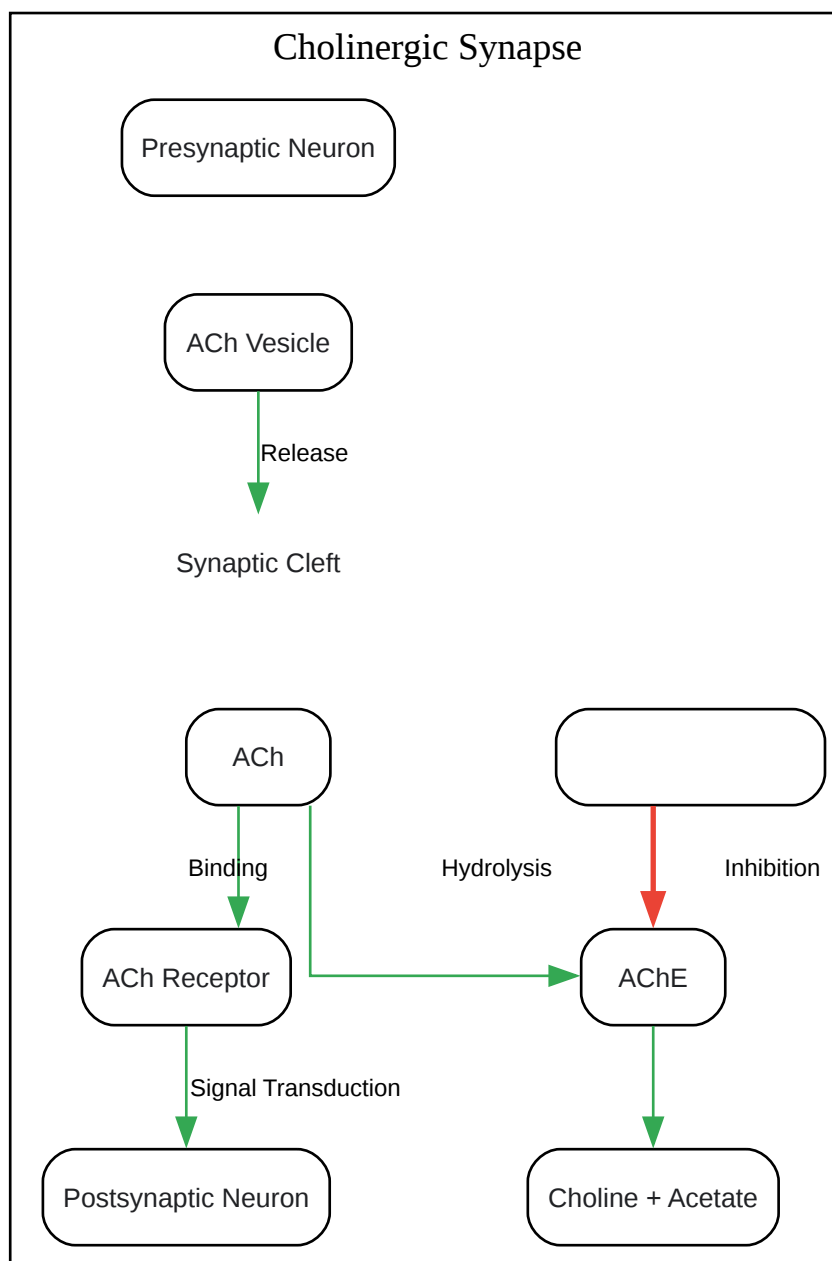 Cholinergic Synapse
Presynaptic Neuron
ACh Vesicle
Release
Synaptic Cleft
ACh
Binding
Hydrolysis
Inhibition
ACh Receptor
AChE
Signal Transduction
Postsynaptic Neuron
Choline + Acetate